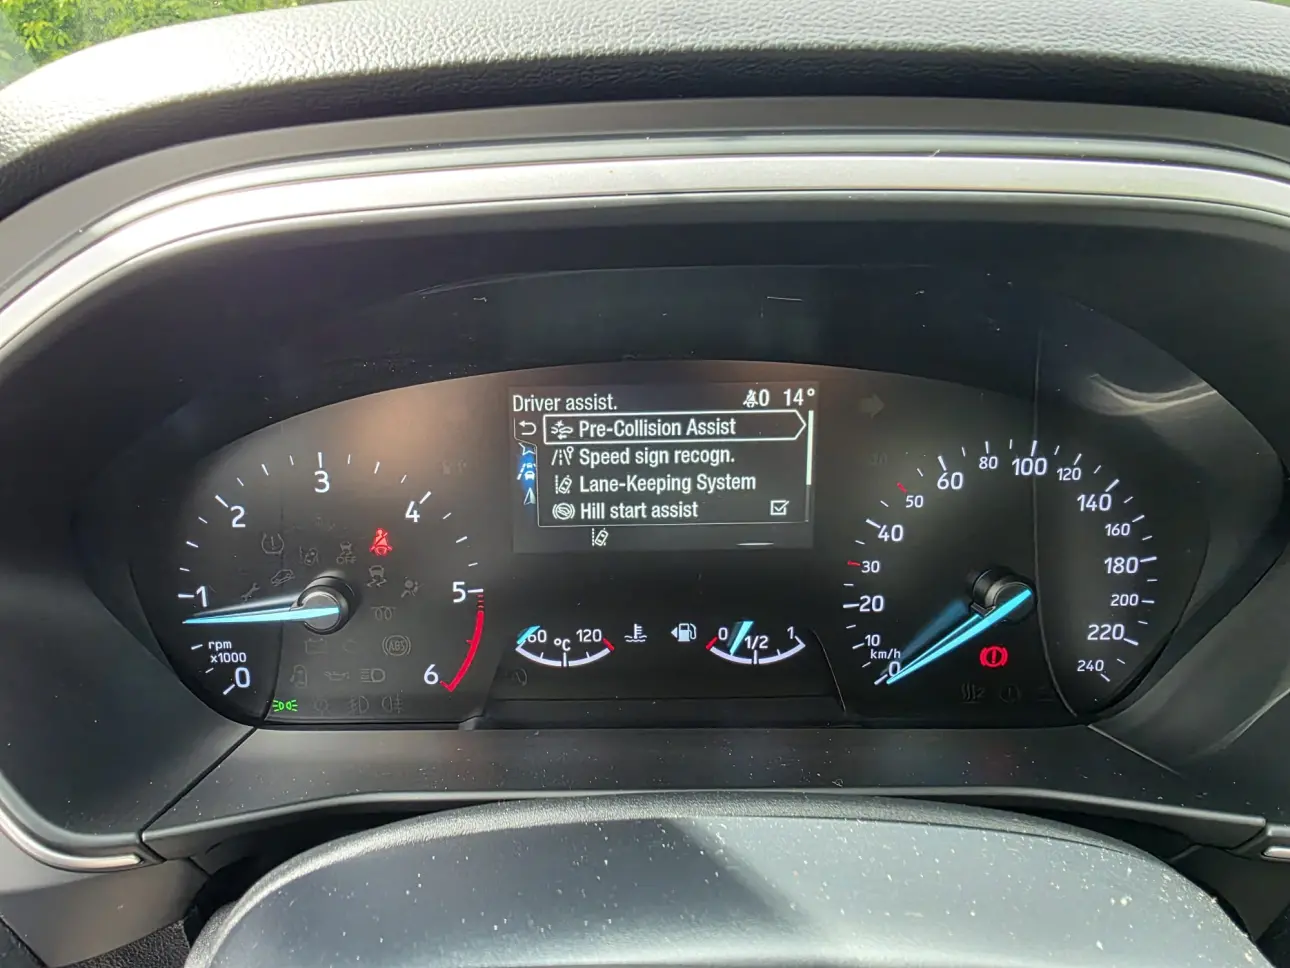 Driver assist.
0 14°
Pre-Collision Assist
Speed sign recogn.
Lane-Keeping System
Hill start assist
0
1
2
3
4
5
6
rpm
x1000
OFF
ABS
60 °C 120
0 1/2 1
0
10
20
30
40
50
60
80
100
120
140
160
180
200
220
240
km/h